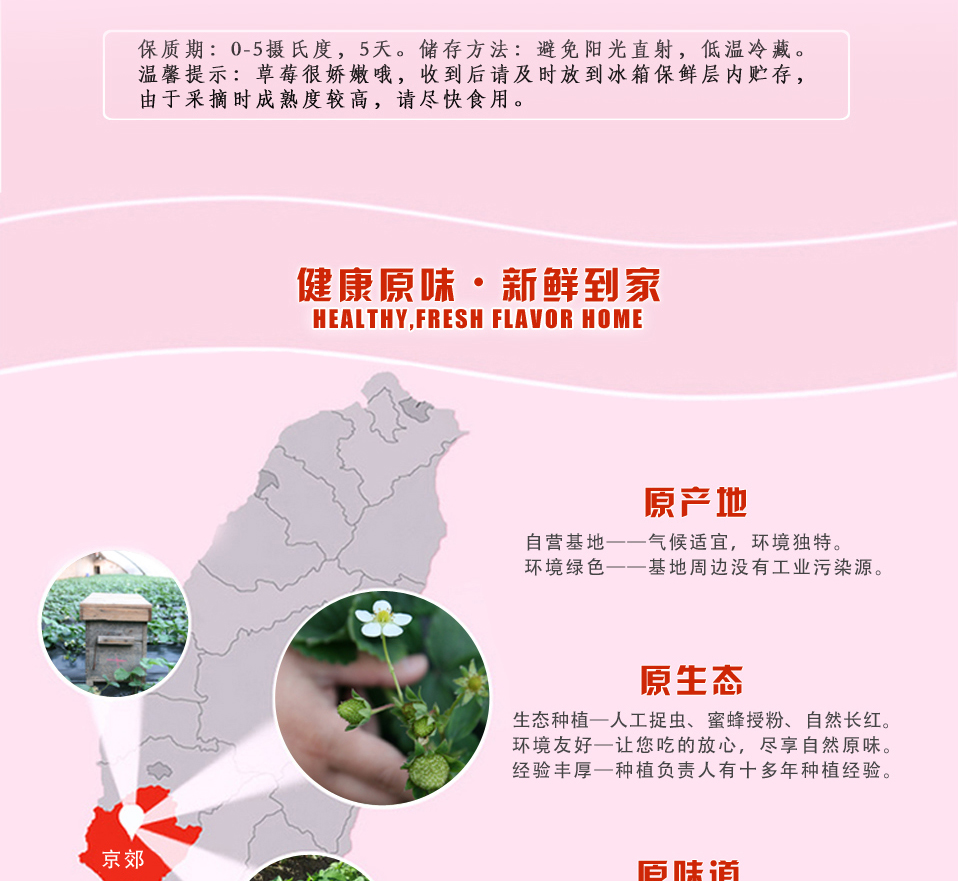 保质期：0-5摄氏度，5天。储存方法：避免阳光直射，低温冷藏。
温馨提示：草莓很娇嫩哦，收到后请及时放到冰箱保鲜层内贮存，
由于采摘时成熟度较高，请尽快食用。
健康原味·新鲜到家
HEALTHY,FRESH FLAVOR HOME
原产地
自营基地——气候适宜，环境独特。
环境绿色——基地周边没有工业污染源。
原生态
生态种植—人工捉虫、蜜蜂授粉、自然长红。
环境友好—让您吃的放心，尽享自然原味。
经验丰厚—种植负责人有十多年种植经验。
京郊
原味道